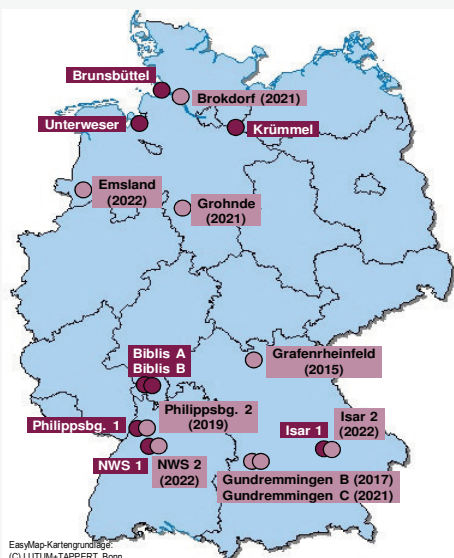 Brunsbüttel
Brokdorf (2021)
Unterweser
Krümmel
Emsland
(2022)
Grohnde
(2021)
Biblis A
Biblis B
Grafenrheinfeld
(2015)
Philippsbg. 2
(2019)
Philippsbg. 1
Isar 2
(2022)
Isar 1
NWS 1
NWS 2
(2022)
Gundremmingen B (2017)
Gundremmingen C (2021)
EasyMap-Kartengrundlage:
(C) LUTUM+TAPPERT, Bonn